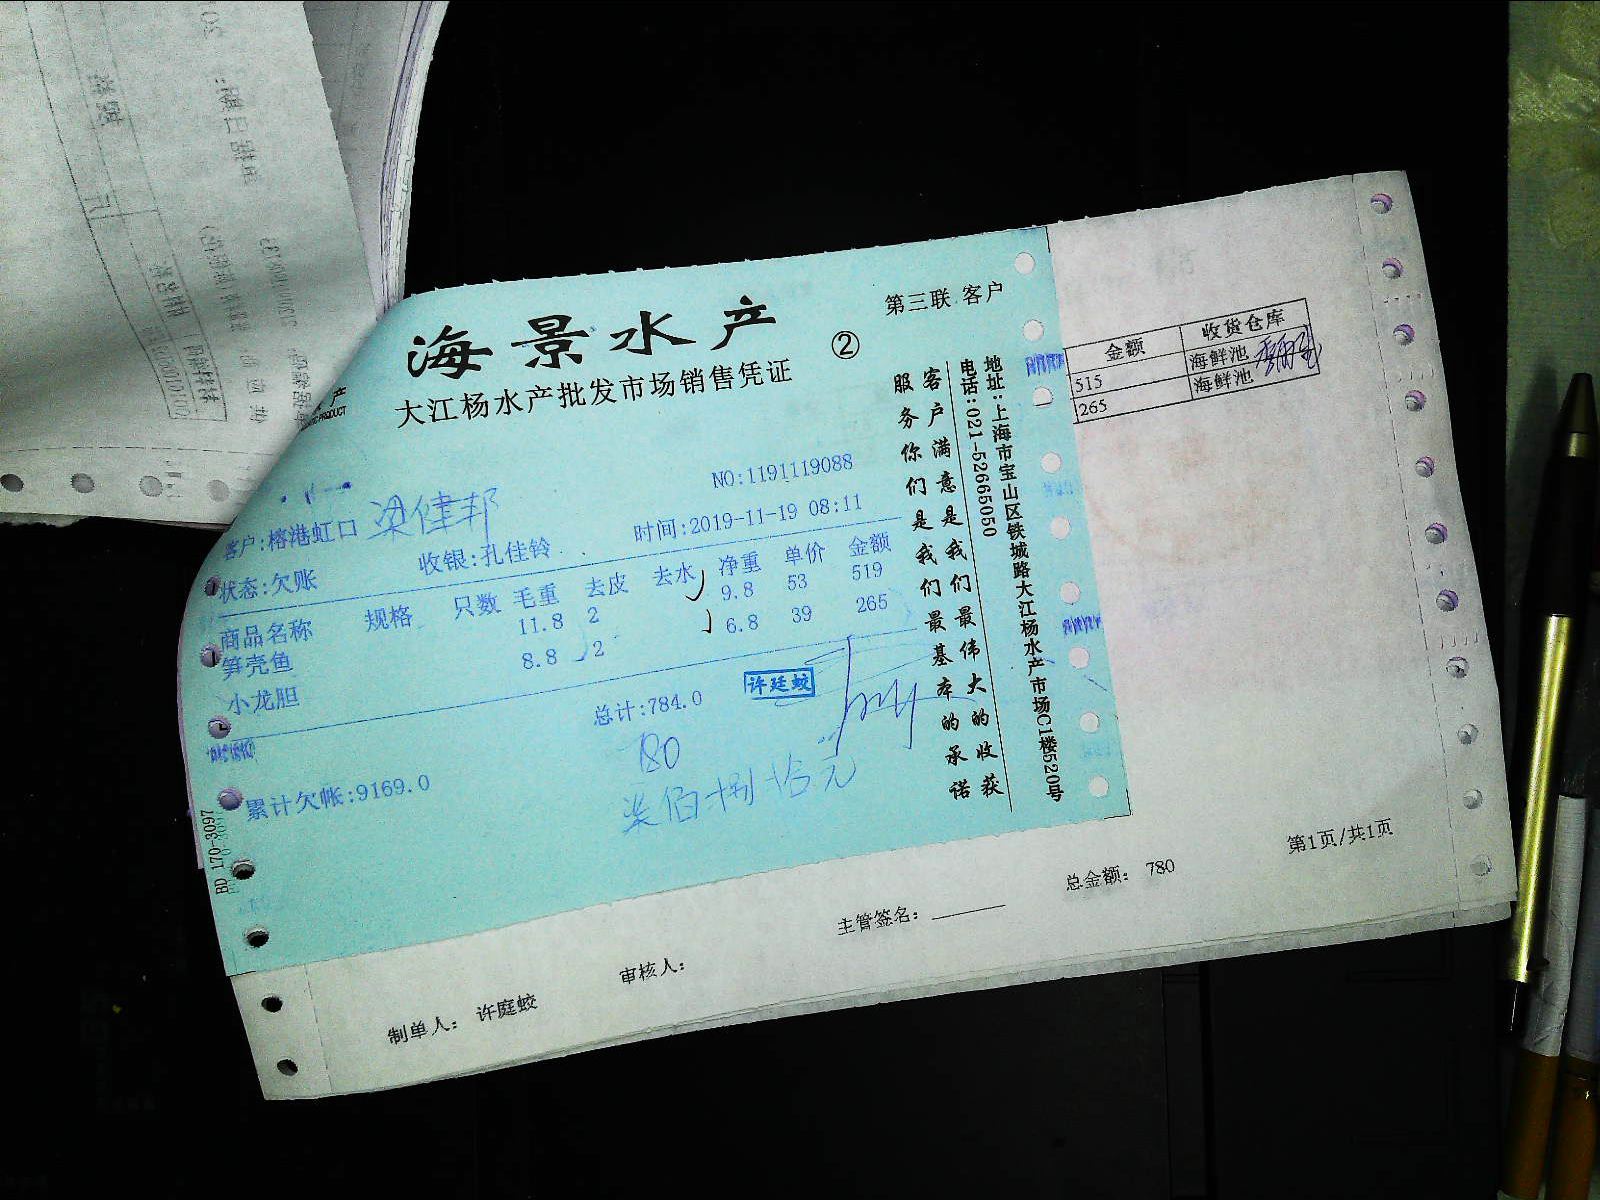 海景水产
②
第三联 客户
大江杨水产批发市场销售凭证
NO:1191119088
客户:榕港虹口 梁健邦
时间:2019-11-19 08:11
状态:欠账
收银:孔佳铃
商品名称 规格 只数 毛重 去皮 去水 净重 单价 金额
笋壳鱼 11.8 2 9.8 53 519
小龙胆 8.8 2 6.8 39 265
总计:784.0
许廷蛟
180
柒佰捌拾元
累计欠帐:9169.0
BD 170-3097
客户满意是我们最伟大的收获
服务你们是我们最基本的承诺
地址:上海市宝山区铁城路大江杨水产市场C1楼520号
电话:021-52665050
金额 收货仓库
515 海鲜池
265 海鲜池
总金额: 780
第1页/共1页
主管签名:
审核人:
制单人: 许庭蛟